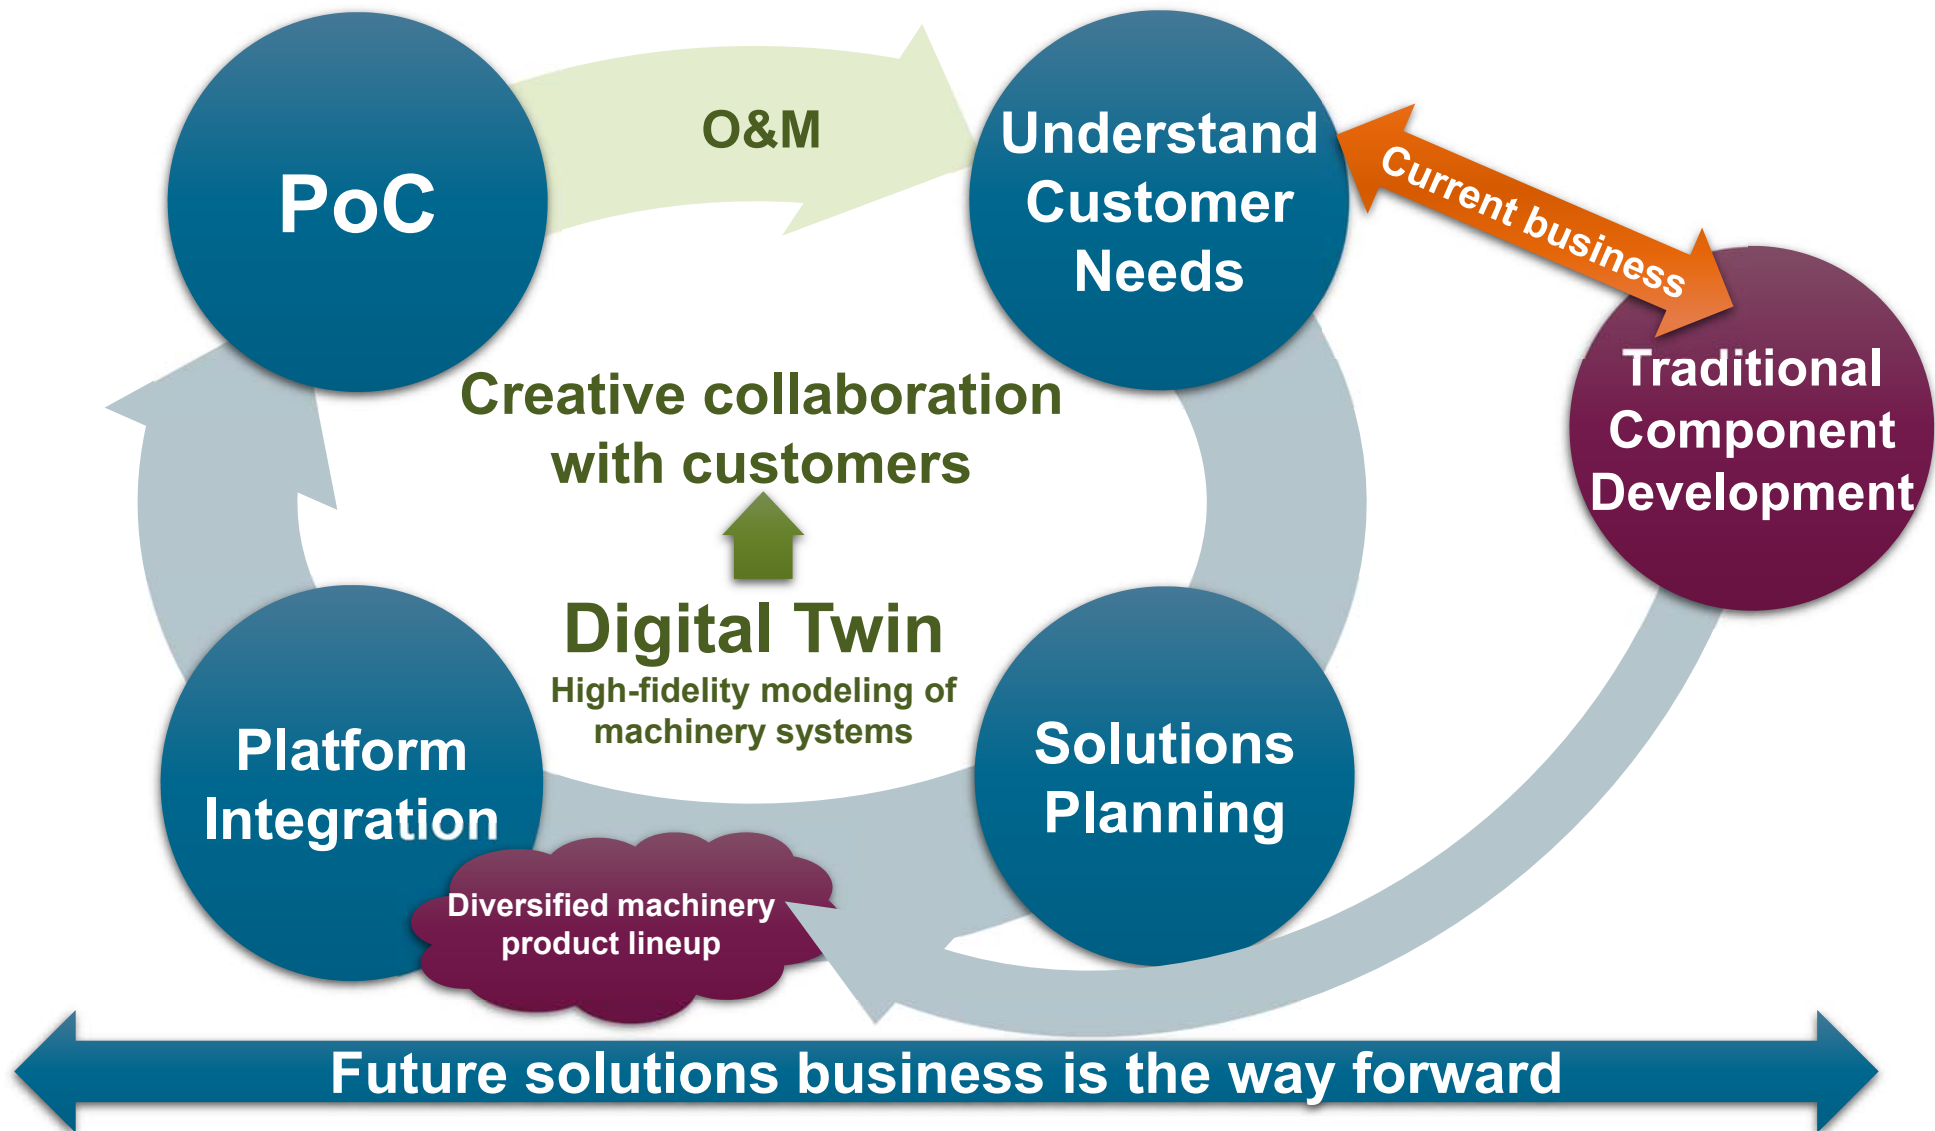 PoC
O&M
Understand
Customer
Needs
Current business
Traditional
Component
Development
Creative collaboration
with customers
Digital Twin
High-fidelity modeling of
machinery systems
Platform
Integration
Solutions
Planning
Diversified machinery
product lineup
Future solutions business is the way forward